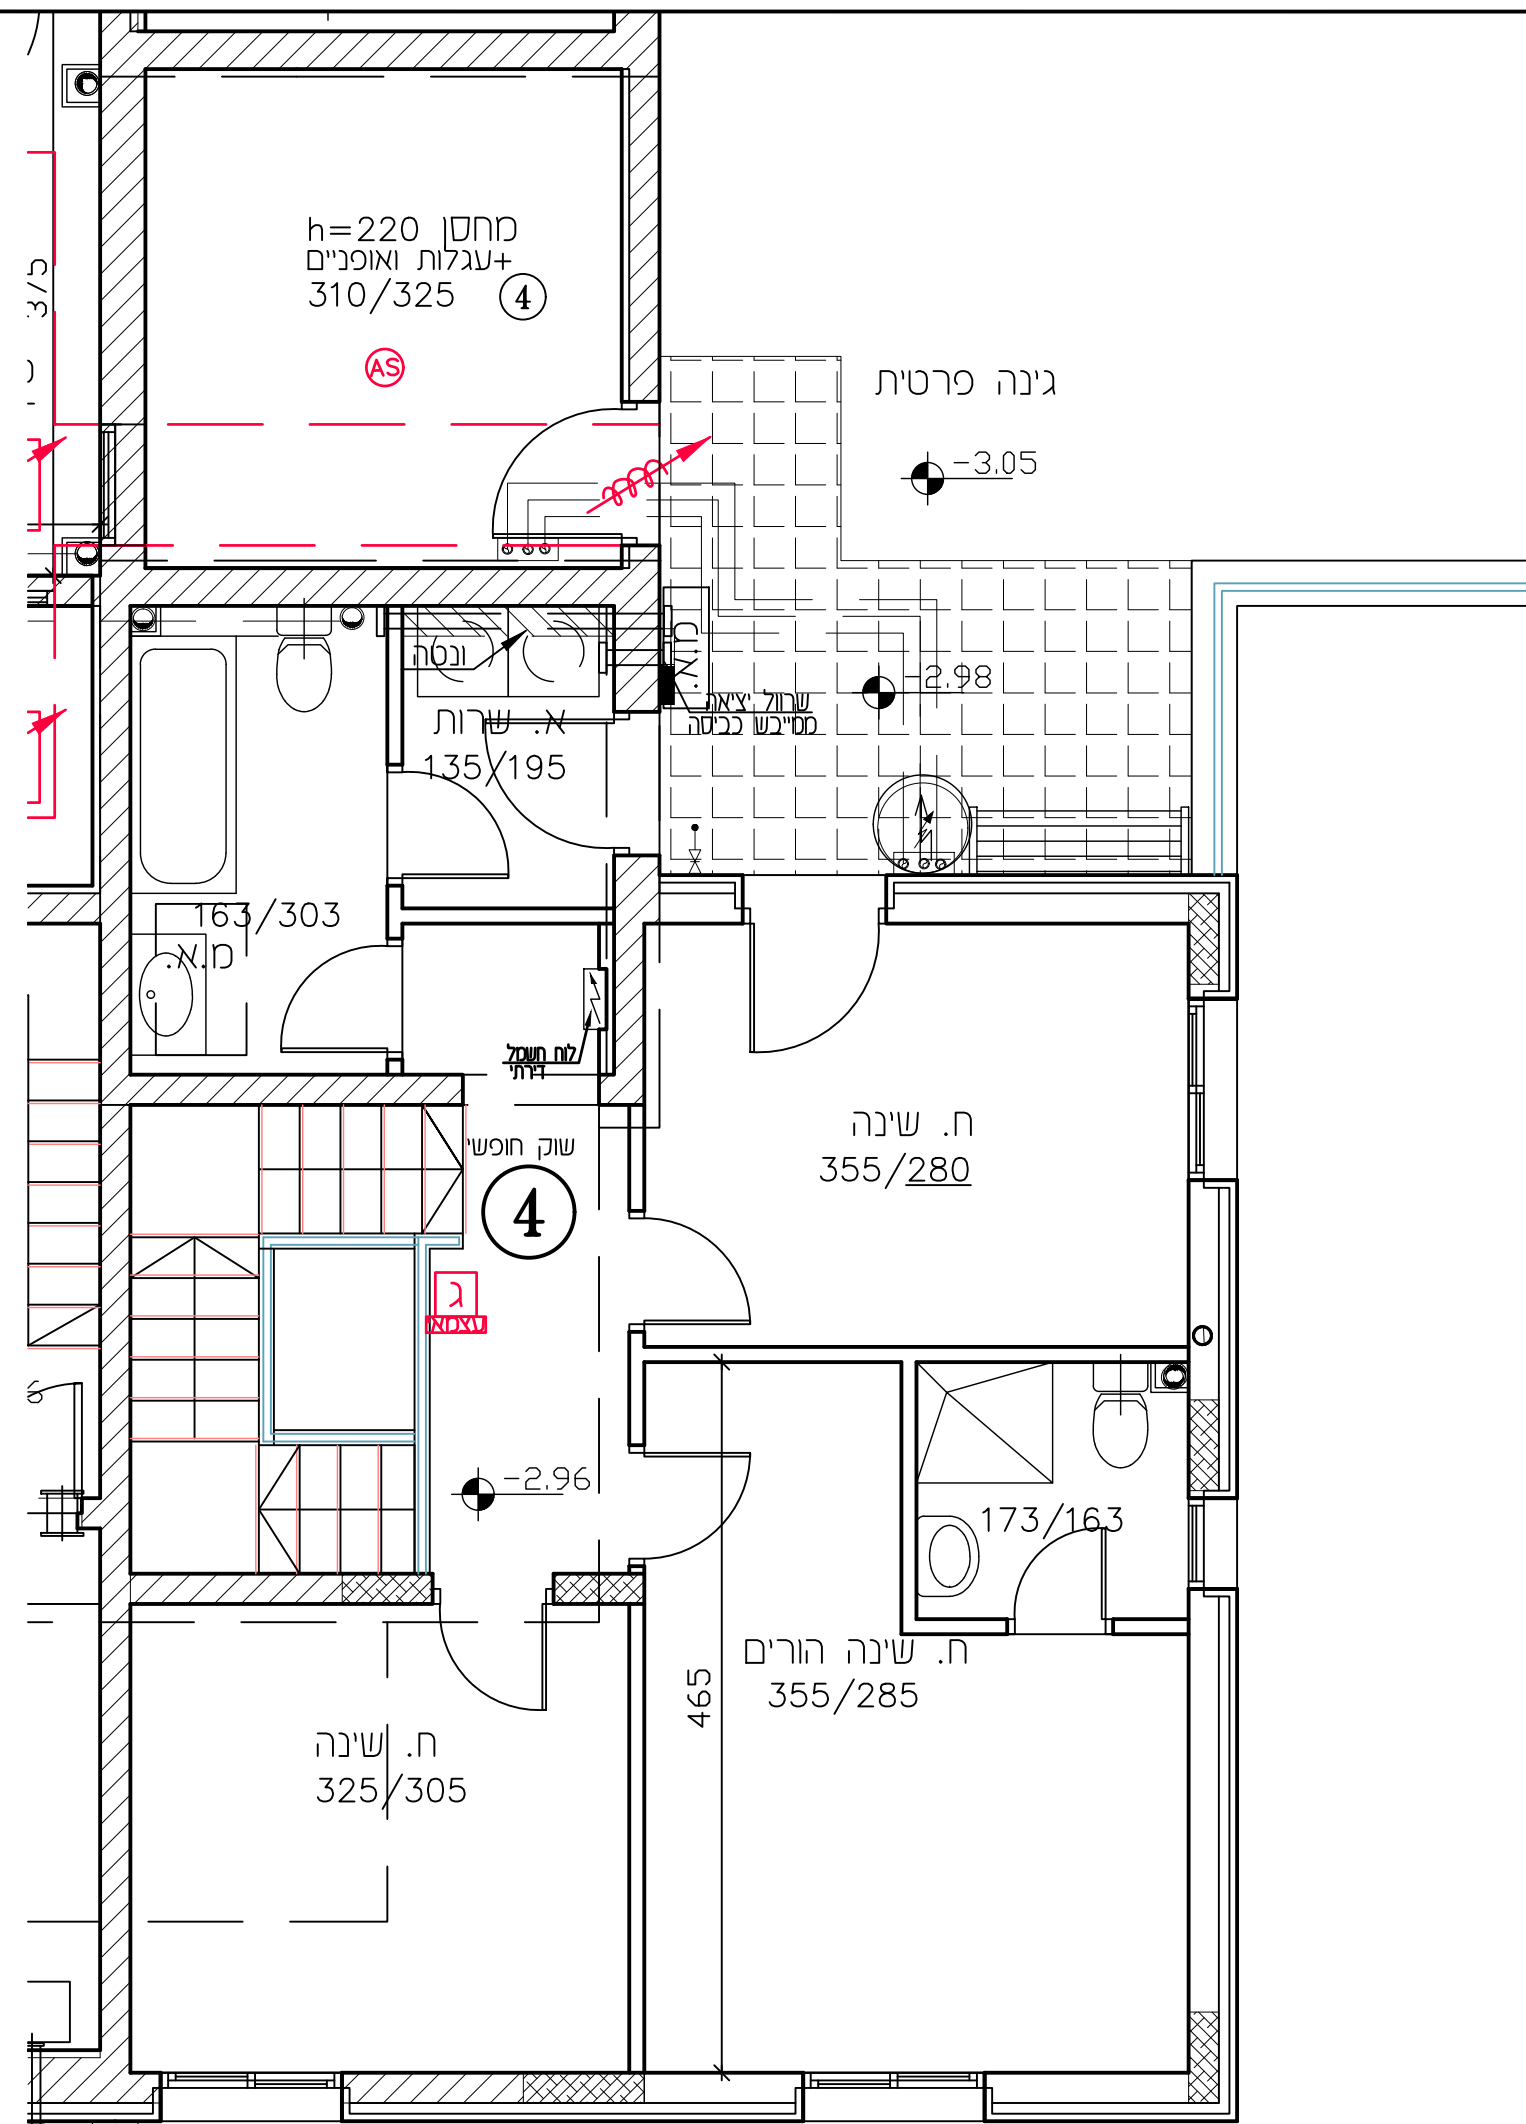 מחסן h=220
+עגלות ואופניים
310/325
4
AS
גינה פרטית
-3.05
ונטה
מ.א.
-2.98
שרוול יציאה
ממייבש כביסה
א. שרות
135/195
163/303
מ.א.
לוח חשמל
דירתי
שוק חופשי
4
ח. שינה
355/280
ג
עצמאי
-2.96
173/163
ח. שינה הורים
355/285
465
ח. שינה
325/305